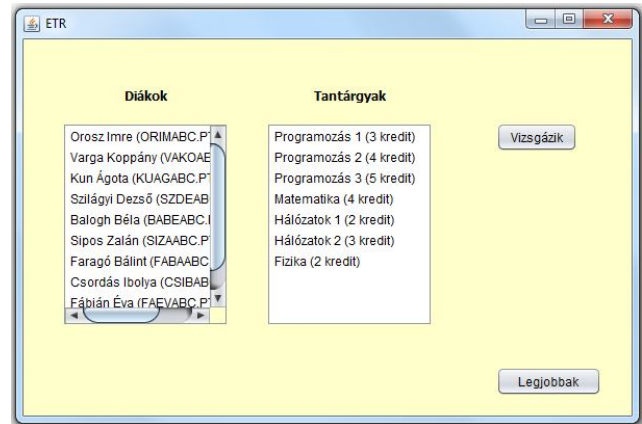 ETR
Diákok
Orosz Imre (ORIMABC.PT
Varga Koppány (VAKOAE
Kun Ágota (KUAGABC.P
Szilágyi Dezső (SZDEAB
Balogh Béla (BABEABC.
Sipos Zalán (SIZAABC.P
Faragó Bálint (FABAABC
Csordás Ibolya (CSIBAB
Fábián Éva (FAEVABC.P
Tantárgyak
Programozás 1 (3 kredit)
Programozás 2 (4 kredit)
Programozás 3 (5 kredit)
Matematika (4 kredit)
Hálózatok 1 (2 kredit)
Hálózatok 2 (3 kredit)
Fizika (2 kredit)
Vizsgázik
Legjobbak